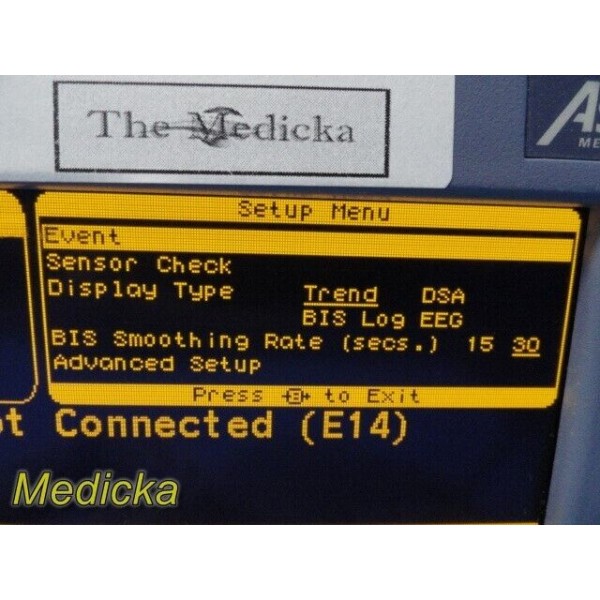 The Medicka
Setup Menu
Event
Sensor Check
Display Type Trend DSA
BIS Log EEG
BIS Smoothing Rate (secs.) 15 30
Advanced Setup
Press to Exit
Connected (E14)
Medicka